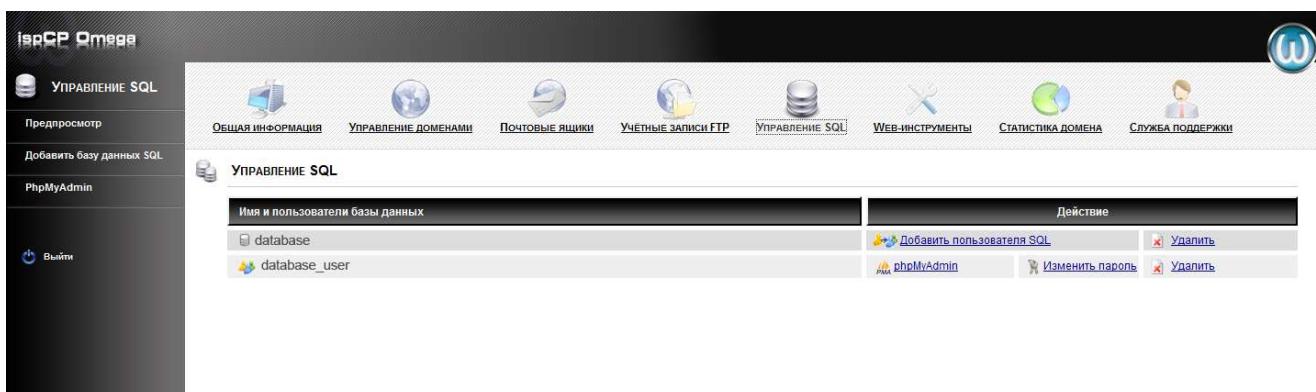 ispCP Omega
Управление SQL
Предпросмотр
Добавить базу данных SQL
PhpMyAdmin
Выйти
Общая информация Управление доменами Почтовые ящики Учётные записи FTP Управление SQL Web-инструменты Статистика домена Служба поддержки
Управление SQL
Имя и пользователи базы данных Действие
database Добавить пользователя SQL Удалить
database_user PMA phpMyAdmin Изменить пароль Удалить